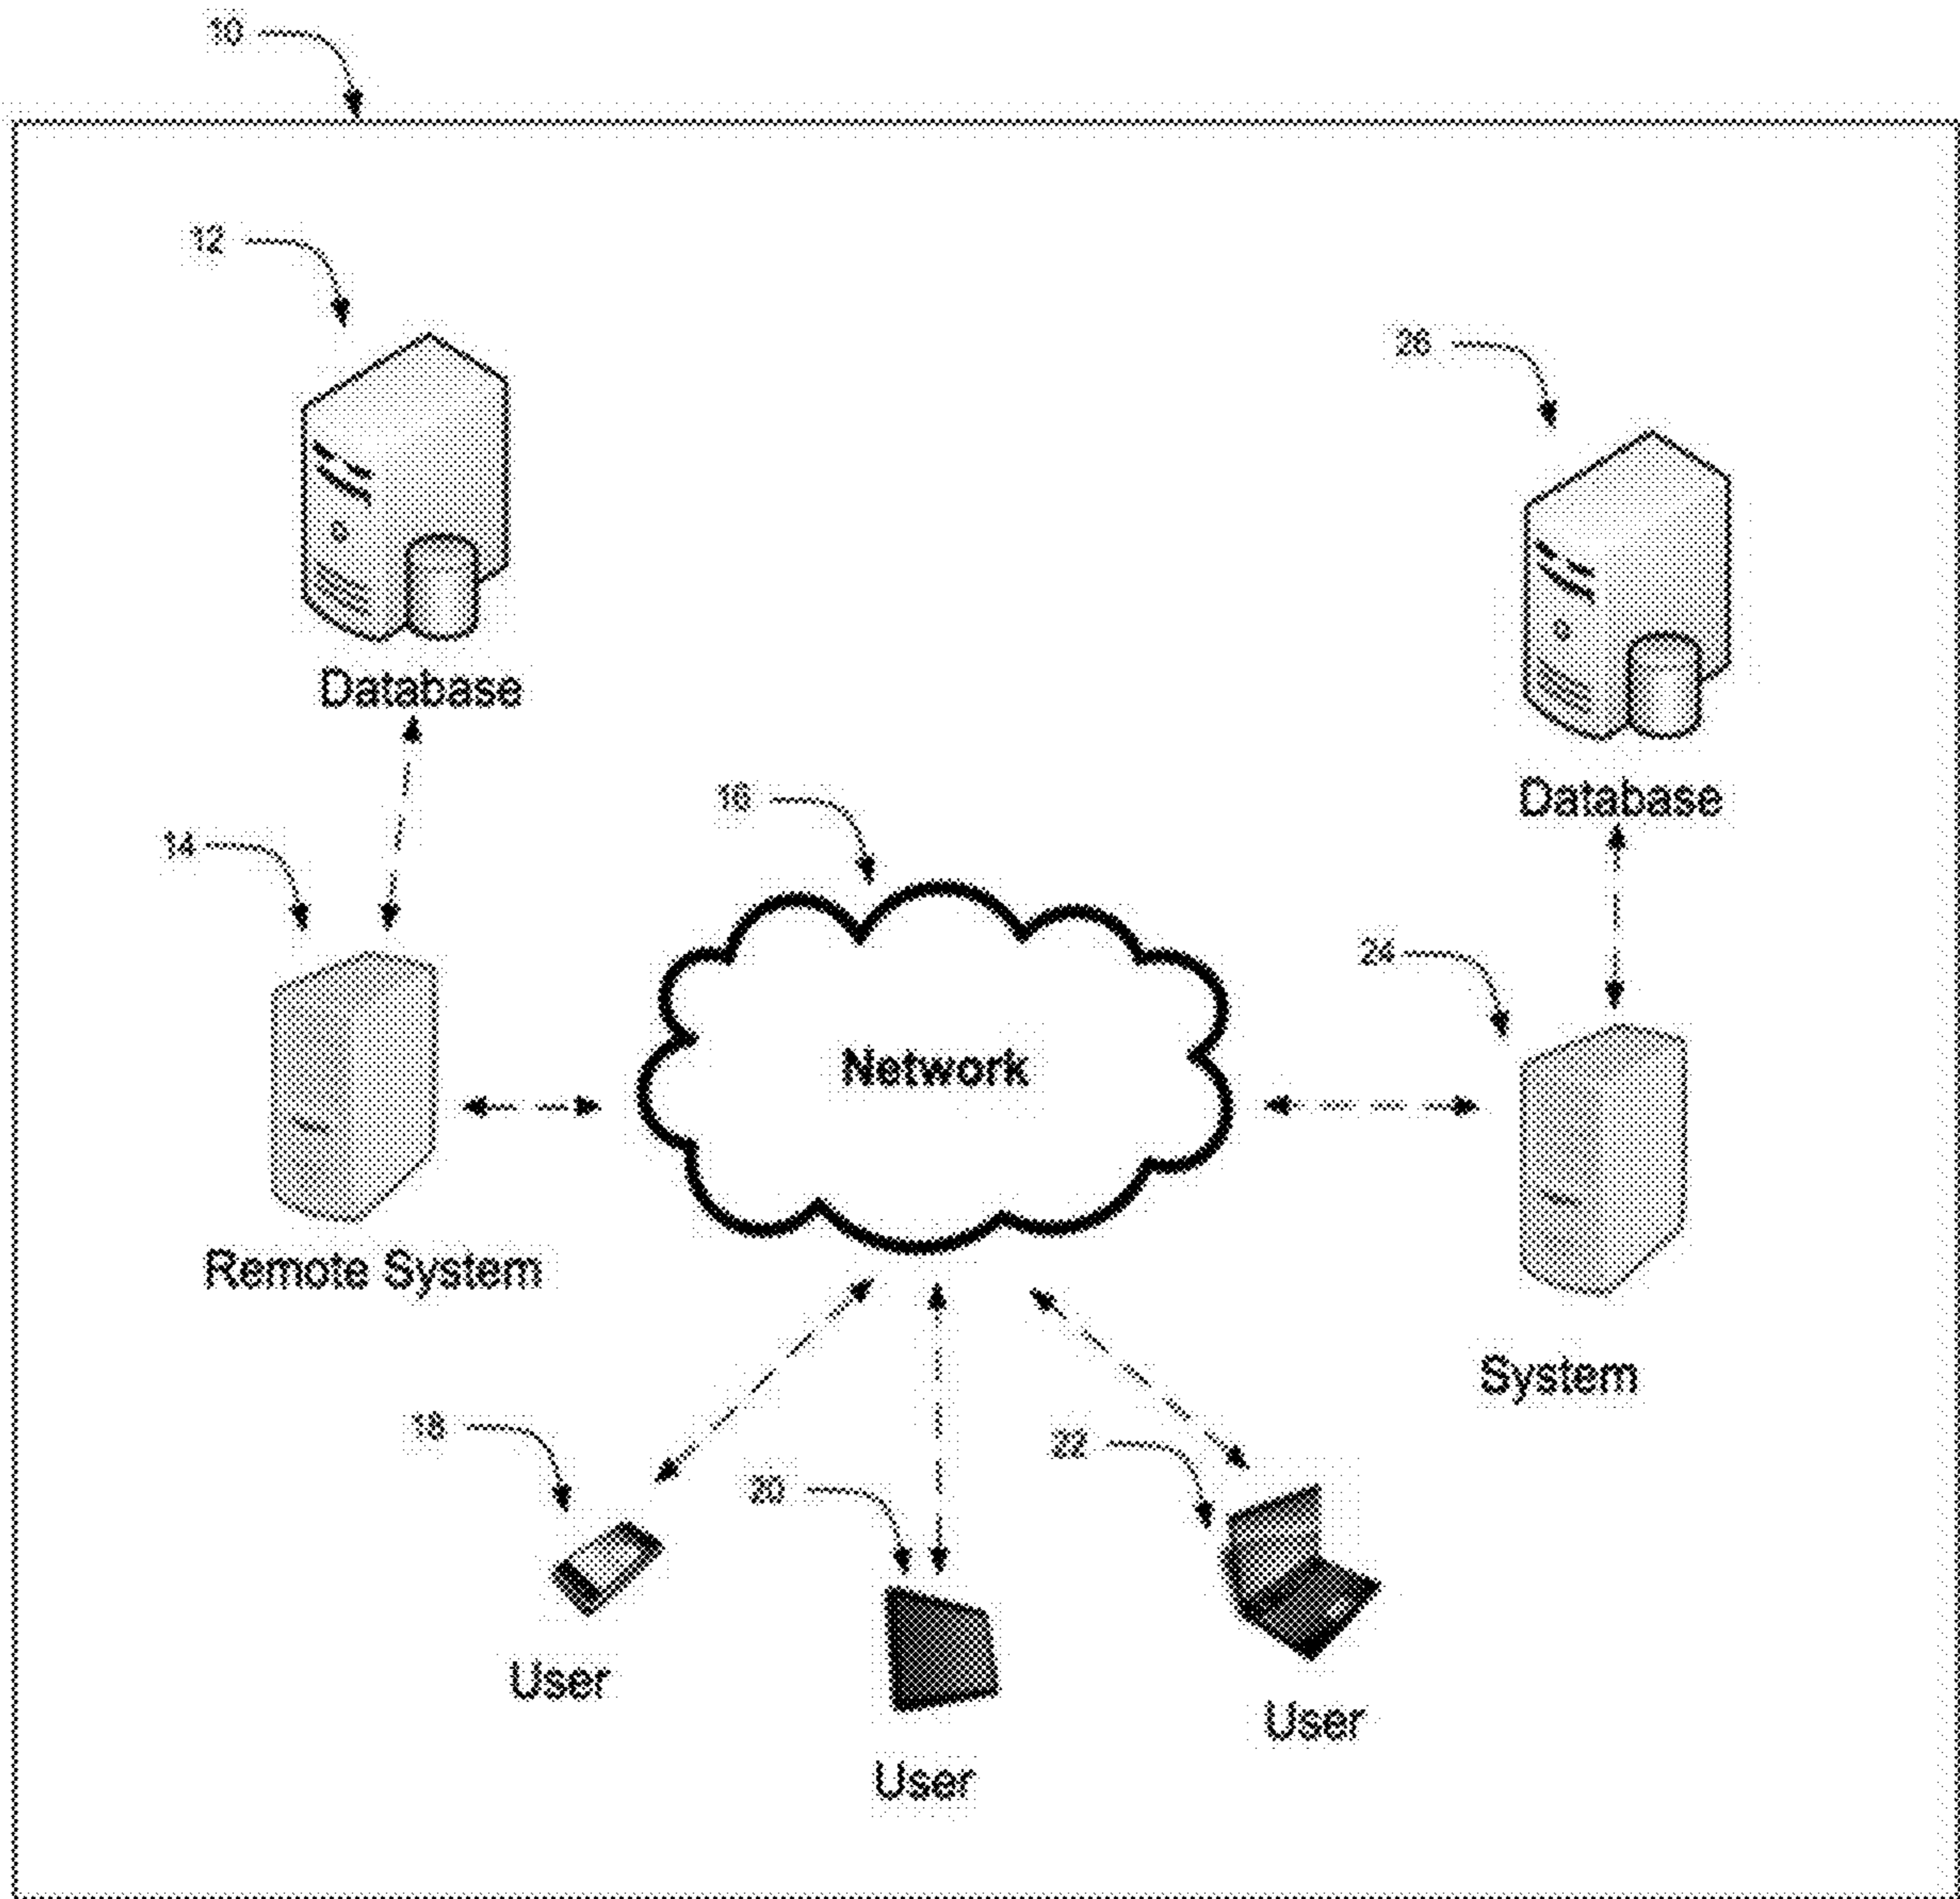 10
12
26
Database
16
Database
14
24
Network
Remote System
System
18
22
20
User
User
User